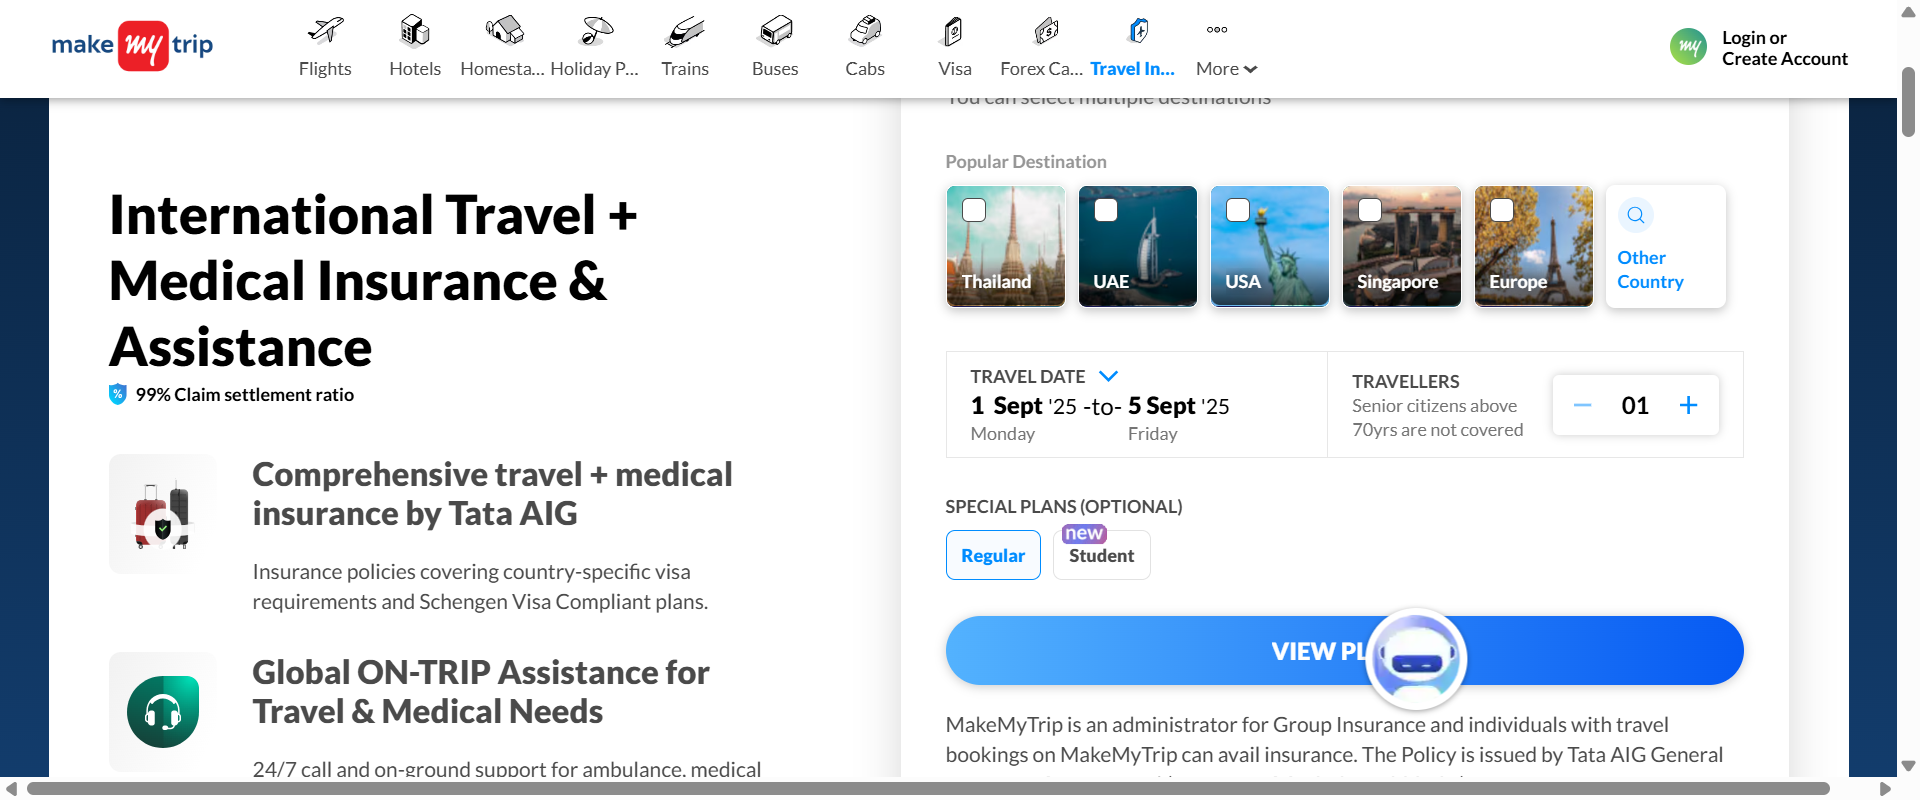 make my trip
Flights
Hotels
Homesta...
Holiday P...
Trains
Buses
Cabs
Visa
Forex Ca...
Travel In...
More
my
Login or
Create Account
You can select multiple destinations
International Travel +
Medical Insurance &
Assistance
% 99% Claim settlement ratio
Comprehensive travel + medical
insurance by Tata AIG
Insurance policies covering country-specific visa
requirements and Schengen Visa Compliant plans.
Global ON-TRIP Assistance for
Travel & Medical Needs
24/7 call and on-ground support for ambulance, medical
Popular Destination
Thailand
UAE
USA
Singapore
Europe
Other
Country
TRAVEL DATE
1 Sept '25 -to- 5 Sept '25
Monday
Friday
TRAVELLERS
Senior citizens above
70yrs are not covered
01
SPECIAL PLANS (OPTIONAL)
Regular
new
Student
VIEW PL
MakeMyTrip is an administrator for Group Insurance and individuals with travel
bookings on MakeMyTrip can avail insurance. The Policy is issued by Tata AIG General